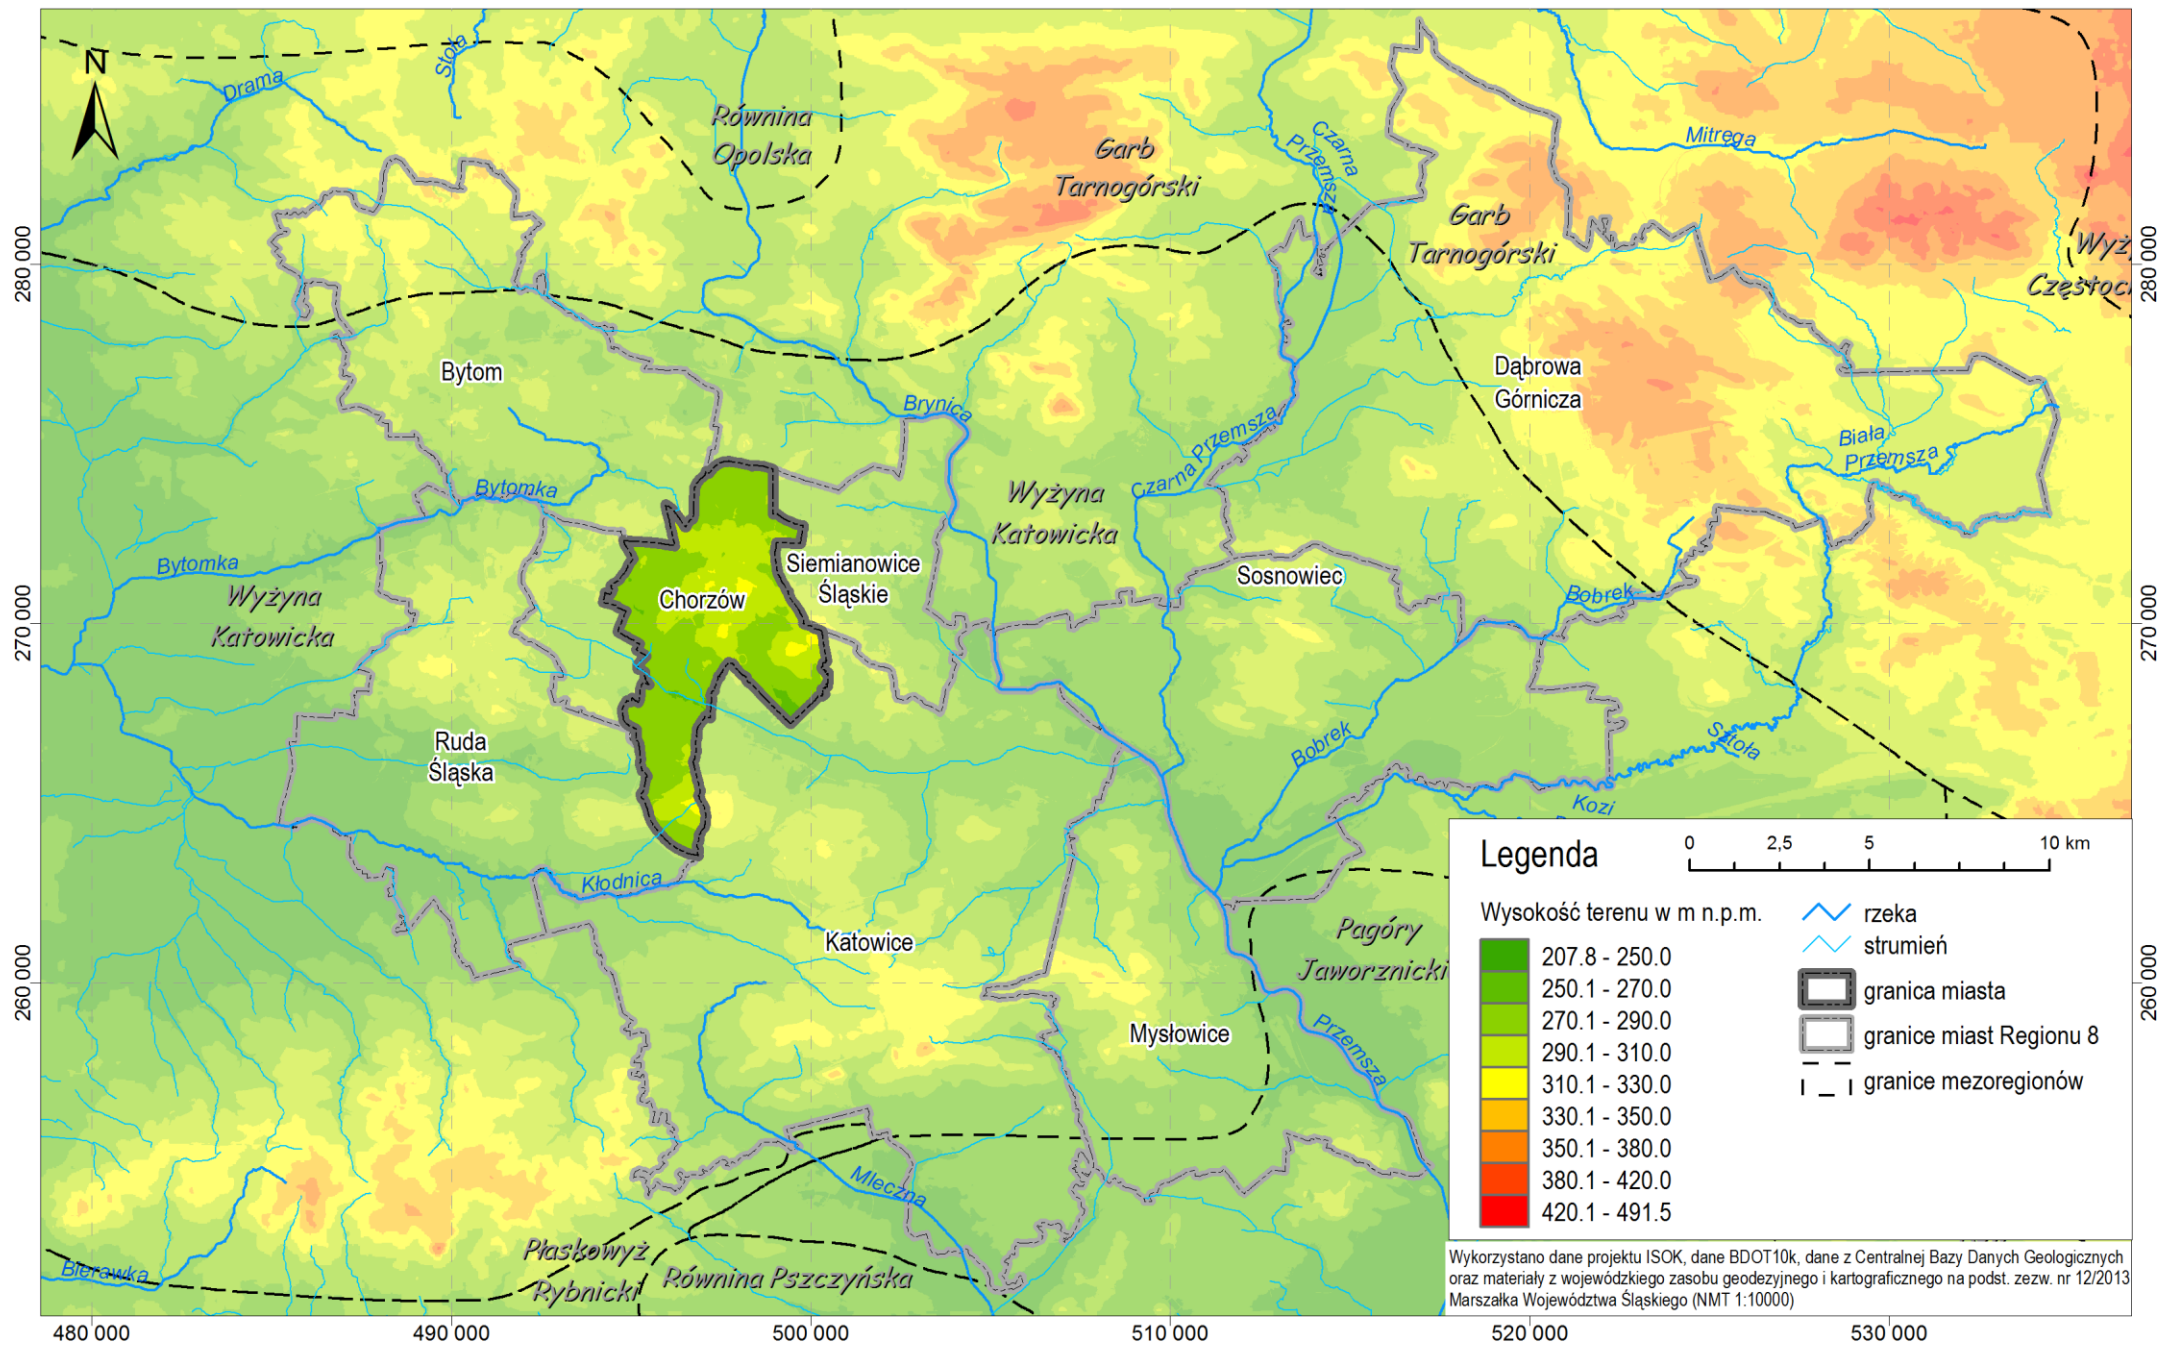 N
Drama
Stoła
Równina
Opolska
Garb
Tarnogórski
Czarna
Przemsza
Mitręga
Garb
Tarnogórski
280 000
280 000
Bytom
Dąbrowa
Górnicza
Brynica
Czarna Przemsza
Biała
Przemsza
Bytomka
Wyżyna
Katowicka
Bytomka
Siemianowice
Śląskie
Sosnowiec
Chorzów
Bobrek
Wyżyna
Katowicka
270 000
270 000
Ruda
Śląska
Bobrek
Sztoła
Kozi
Kłodnica
Katowice
Pagóry
Jaworznicki
260 000
260 000
Mysłowice
Przemsza
Mleczna
Płaskowyż
Rybnicki
Równina Pszczyńska
Bierawka
Legenda
0 2,5 5 10 km
Wysokość terenu w m n.p.m.
207.8 - 250.0
250.1 - 270.0
270.1 - 290.0
290.1 - 310.0
310.1 - 330.0
330.1 - 350.0
350.1 - 380.0
380.1 - 420.0
420.1 - 491.5
rzeka
strumień
granica miasta
granice miast Regionu 8
granice mezoregionów
Wykorzystano dane projektu ISOK, dane BDOT10k, dane z Centralnej Bazy Danych Geologicznych
oraz materiały z wojewódzkiego zasobu geodezyjnego i kartograficznego na podst. zezw. nr 12/2013
Marszałka Województwa Śląskiego (NMT 1:10000)
480 000 490 000 500 000 510 000 520 000 530 000